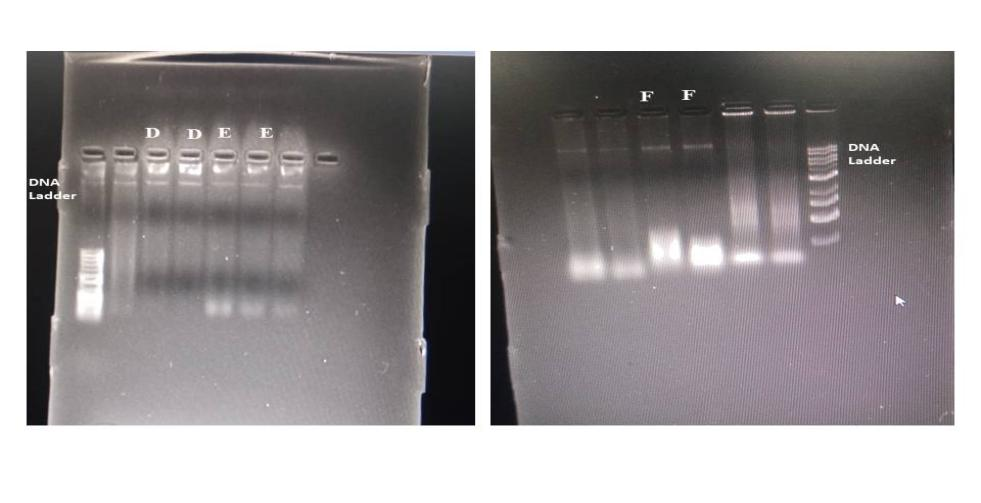 D D E E
DNA
Ladder
F F
DNA
Ladder